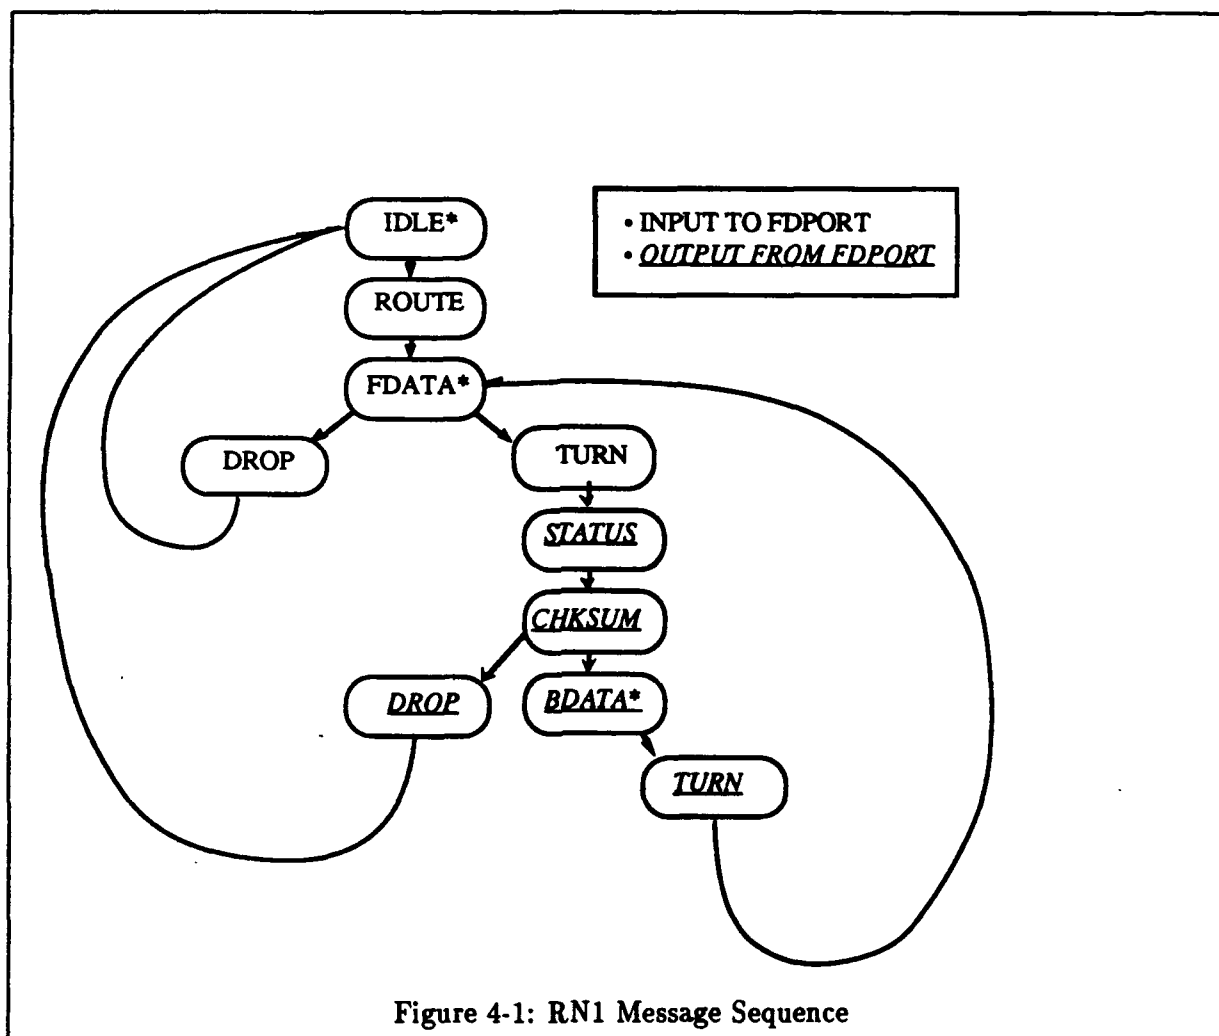 IDLE*
• INPUT TO FDPORT
• OUTPUT FROM FDPORT
ROUTE
FDATA*
DROP
TURN
STATUS
CHKSUM
DROP
BDATA*
TURN
Figure 4-1: RN1 Message Sequence